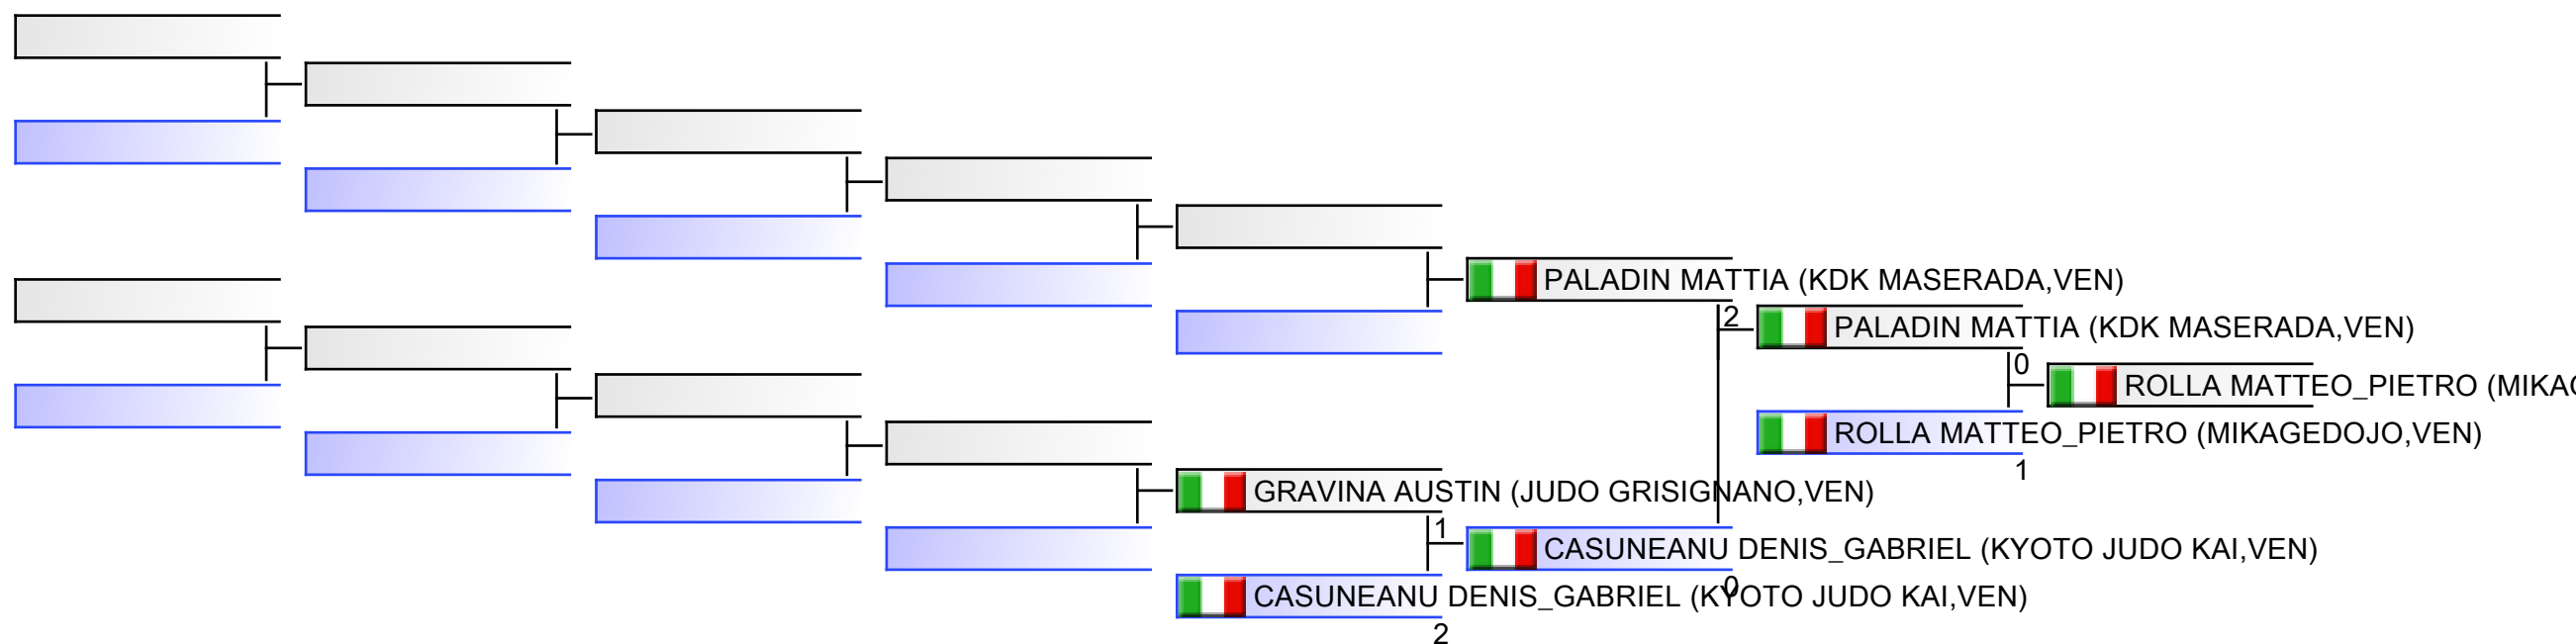 PALADIN MATTIA (KDK MASERADA,VEN)
2
PALADIN MATTIA (KDK MASERADA,VEN)
0
ROLLA MATTEO_PIETRO (MIKAG
ROLLA MATTEO_PIETRO (MIKAGEDOJO,VEN)
1
GRAVINA AUSTIN (JUDO GRISIGNANO,VEN)
1
CASUNEANU DENIS_GABRIEL (KYOTO JUDO KAI,VEN)
0
CASUNEANU DENIS_GABRIEL (KYOTO JUDO KAI,VEN)
2